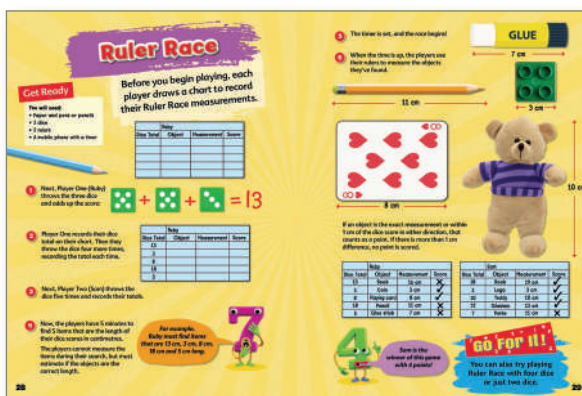 Ruler Race
Get Ready
You will need:
• Paper and pens or pencils
• 3 dice
• 2 rulers
• A mobile phone with a timer
Before you begin playing, each
player draws a chart to record
their Ruler Race measurements.
Ruby
Dice Total Object Measurement Score
1 Next, Player One (Ruby)
throws the three dice
and adds up the score:
+ + = 13
2 Player One records their dice
total on their chart. Then they
throw the dice four more times,
recording the total each time.
Ruby
Dice Total Object Measurement Score
13
3
8
18
5
3 Next, Player Two (Sam) throws the
dice five times and records their totals.
4 Now, the players have 5 minutes to
find 5 items that are the length of
their dice scores in centimetres.
The players cannot measure the
items during their search, but must
estimate if the objects are the
correct length.
For example,
Ruby must find items
that are 13 cm, 3 cm, 8 cm,
18 cm and 5 cm long.
7
28
5 The timer is set, and the race begins!
6 When the time is up, the players use
their rulers to measure the objects
they've found.
GLUE
7 cm
3 cm
11 cm
8
8
8 cm
10 cm
If an object is the exact measurement or within
1 cm of the dice score in either direction, that
counts as a point. If there is more than 1 cm
difference, no point is scored.
Ruby
Dice Total Object Measurement Score
13 Book
3 Coin 3 cm ✓
8 Playing card 8 cm ✓
18 Pencil 11 cm ✗
5 Glue stick 7 cm ✗
Sam
Dice Total Object Measurement Score
Book 19 cm ✓
3 Lego 3 cm ✓
10 Teddy 10 cm ✓
✓
7 ✗
4
Sam is the
winner of this game
with 4 points!
Go For It!
You can also try playing
Ruler Race with four dice
or just two dice.
29